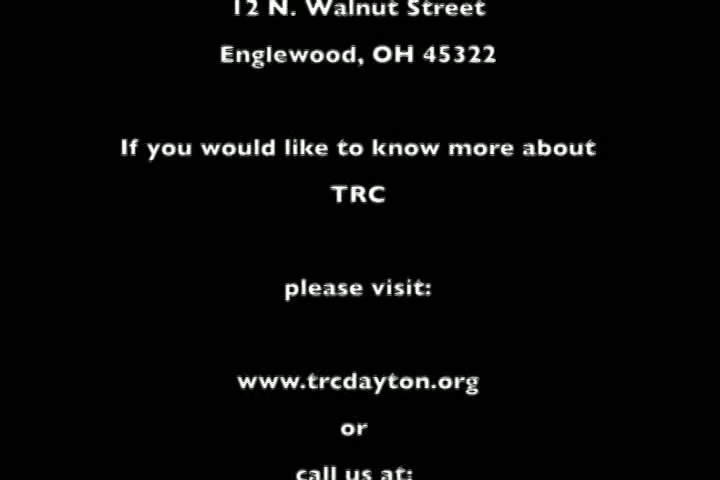 12 N. Walnut Street
Englewood, OH 45322
If you would like to know more about
TRC
please visit:
www.trcdayton.org
or
call us at: